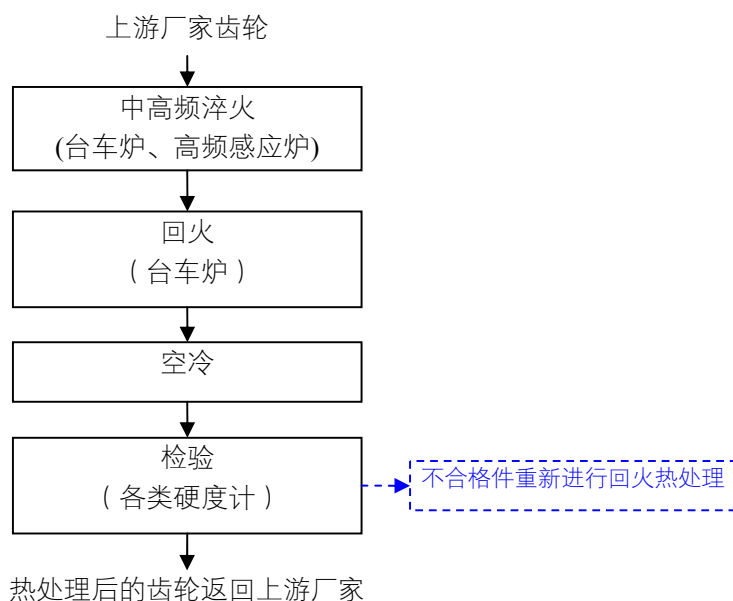 上游厂家齿轮
中高频淬火
(台车炉、高频感应炉)
回火
（台车炉）
空冷
检验
（各类硬度计）
不合格件重新进行回火热处理
热处理后的齿轮返回上游厂家